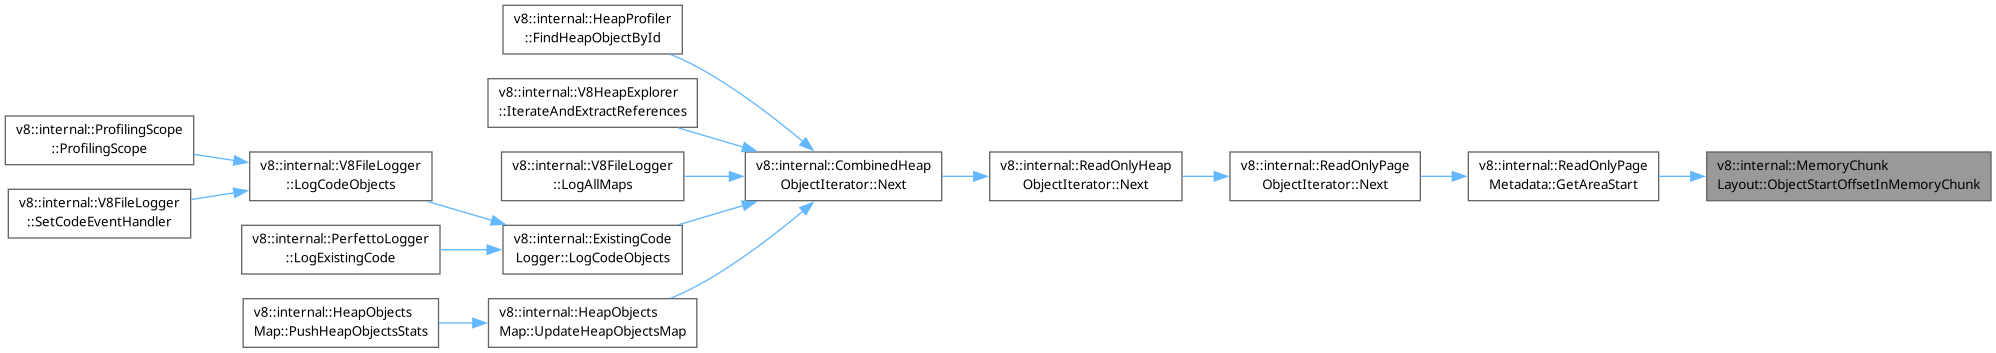 v8::internal::HeapProfiler
::FindHeapObjectById
v8::internal::V8HeapExplorer
::IterateAndExtractReferences
v8::internal::ProfilingScope
::ProfilingScope
v8::internal::V8FileLogger
::LogCodeObjects
v8::internal::V8FileLogger
::LogAllMaps
v8::internal::CombinedHeap
ObjectIterator::Next
v8::internal::ReadOnlyHeap
ObjectIterator::Next
v8::internal::ReadOnlyPage
ObjectIterator::Next
v8::internal::ReadOnlyPage
Metadata::GetAreaStart
v8::internal::MemoryChunk
Layout::ObjectStartOffsetInMemoryChunk
v8::internal::V8FileLogger
::SetCodeEventHandler
v8::internal::PerfettoLogger
::LogExistingCode
v8::internal::ExistingCode
Logger::LogCodeObjects
v8::internal::HeapObjects
Map::PushHeapObjectsStats
v8::internal::HeapObjects
Map::UpdateHeapObjectsMap